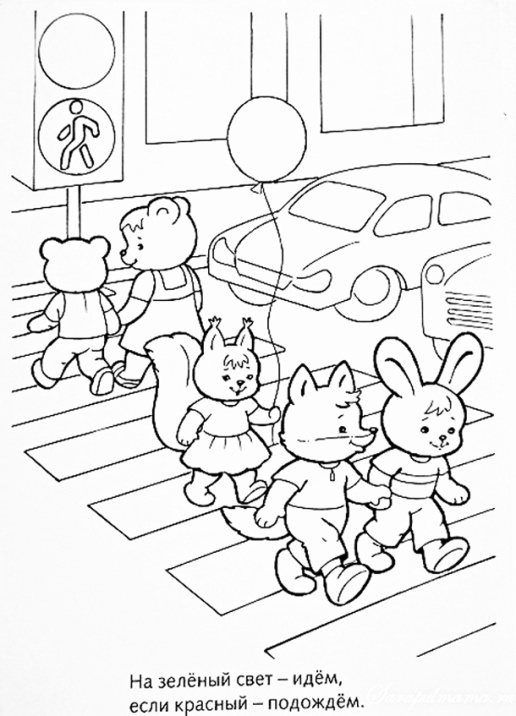 На зелёный свет – идём,
если красный – подождём.